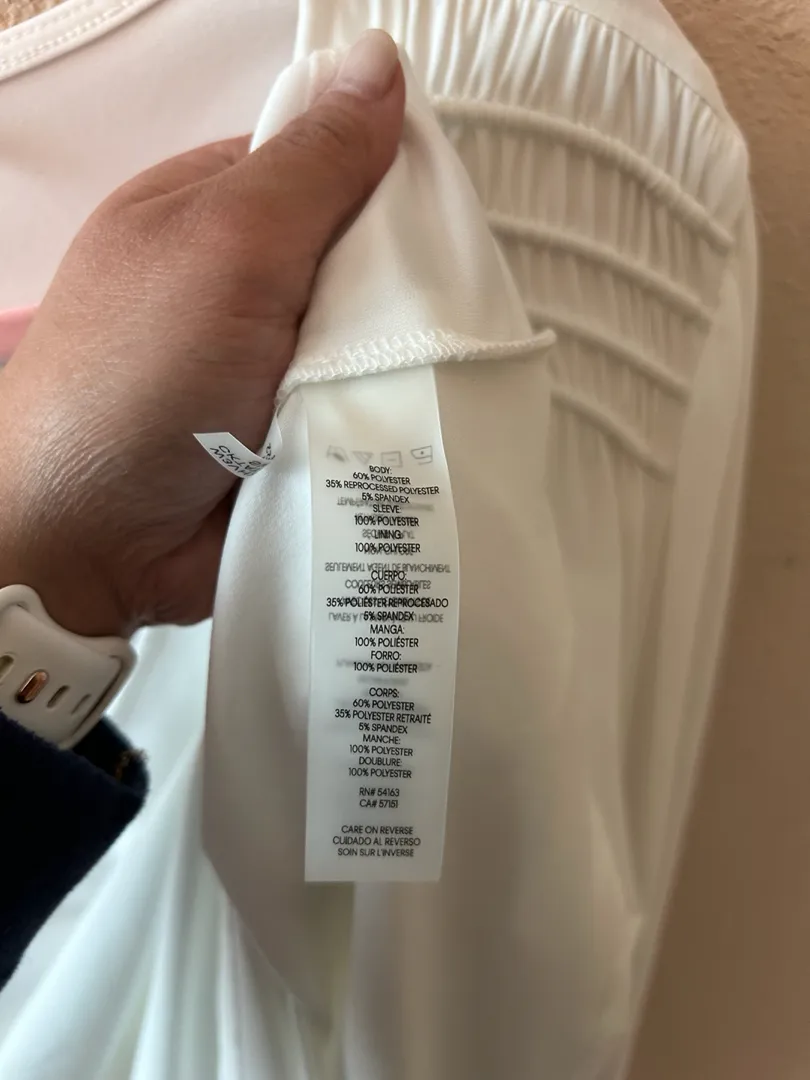 BODY:
60% POLYESTER
35% REPROCESSED POLYESTER
5% SPANDEX
SLEEVE:
100% POLYESTER
LINING:
100% POLYESTER
CUERPO:
60% POLIÉSTER
35% POLIÉSTER REPROCESADO
5% SPANDEX
MANGA:
100% POLIÉSTER
FORRO:
100% POLIÉSTER
CORPS:
60% POLYESTER
35% POLYESTER RETRAITÉ
5% SPANDEX
MANCHE:
100% POLYESTER
DOUBLURE:
100% POLYESTER
RN# 54163
CA# 57151
CARE ON REVERSE
CUIDADO AL REVERSO
SOIN SUR L'INVERSE